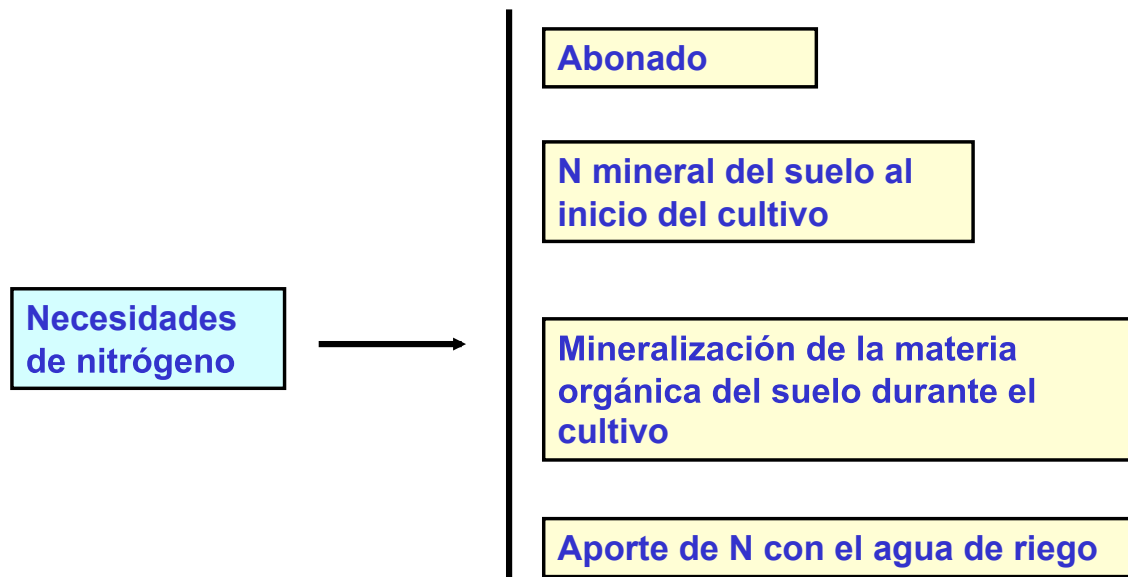 Abonado
N mineral del suelo al
inicio del cultivo
Necesidades
de nitrógeno
Mineralización de la materia
orgánica del suelo durante el
cultivo
Aporte de N con el agua de riego